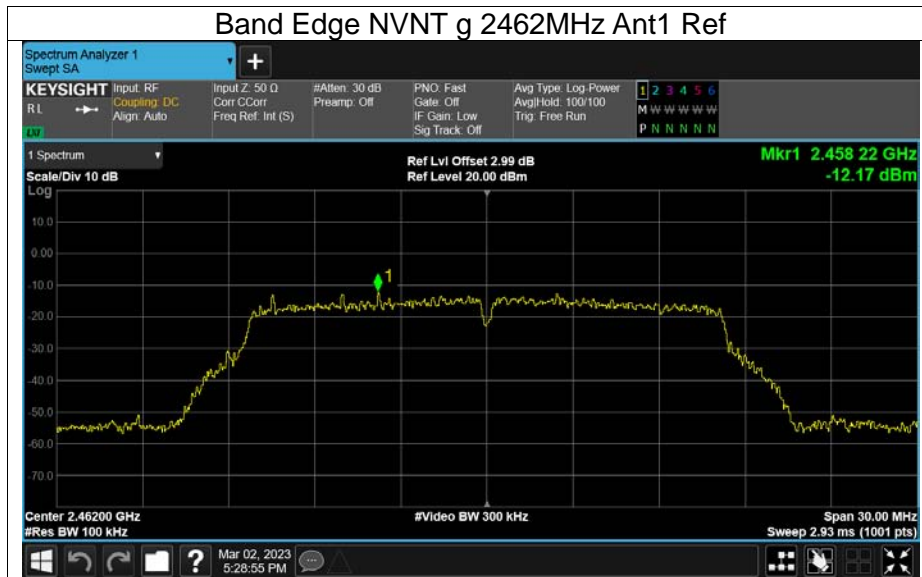 Band Edge NVNT g 2462MHz Ant1 Ref
Spectrum Analyzer 1
Swept SA
+
KEYSIGHT
RL
LXI
Input: RF
Coupling: DC
Align: Auto
Input Z: 50 Ω
Corr CCorr
Freq Ref: Int (S)
#Atten: 30 dB
Preamp: Off
PNO: Fast
Gate: Off
IF Gain: Low
Sig Track: Off
Avg Type: Log-Power
Avg|Hold: 100/100
Trig: Free Run
1 2 3 4 5 6
M W W W W W
P N N N N N
1 Spectrum
Scale/Div 10 dB
Log
Ref Lvl Offset 2.99 dB
Ref Level 20.00 dBm
Mkr1 2.458 22 GHz
-12.17 dBm
10.0
0.00
-10.0
1
-20.0
-30.0
-40.0
-50.0
-60.0
-70.0
Center 2.46200 GHz
#Res BW 100 kHz
#Video BW 300 kHz
Span 30.00 MHz
Sweep 2.93 ms (1001 pts)
?
Mar 02, 2023
5:28:55 PM